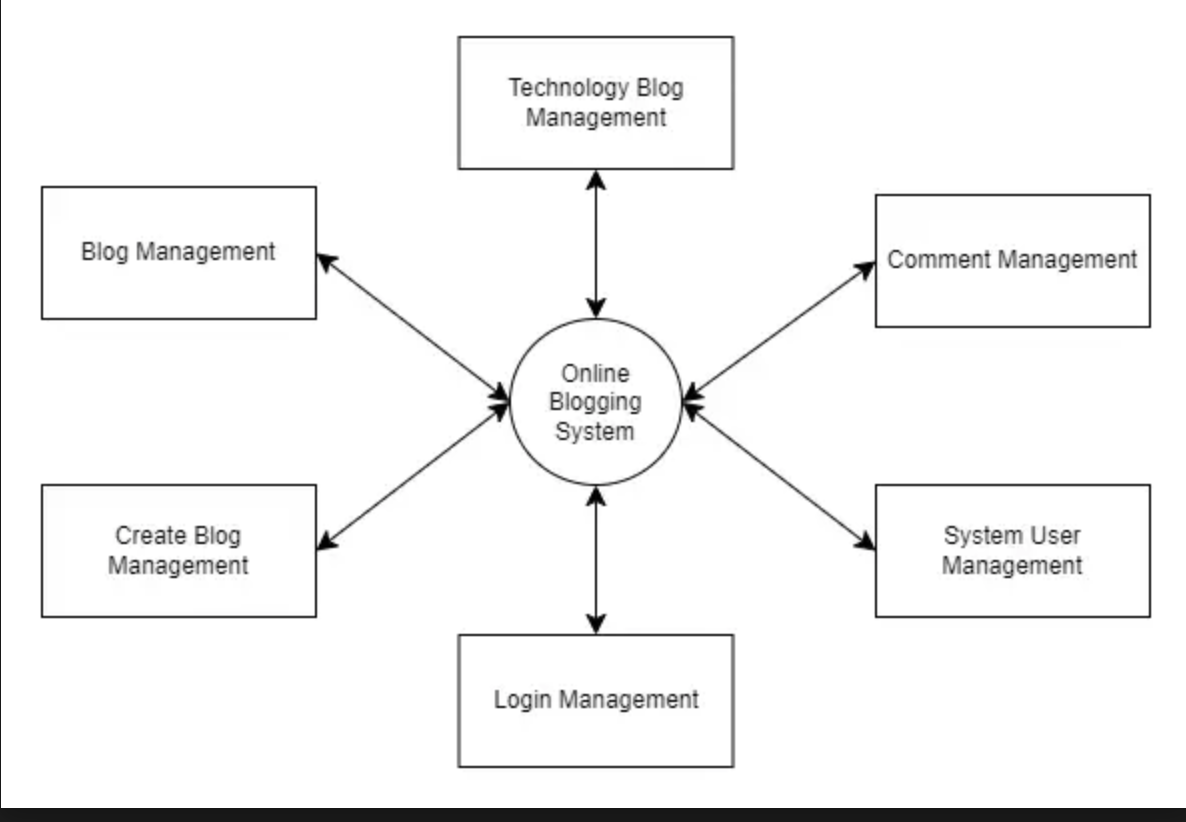 Technology Blog
Management
Blog Management
Comment Management
Online
Blogging
System
Create Blog
Management
System User
Management
Login Management